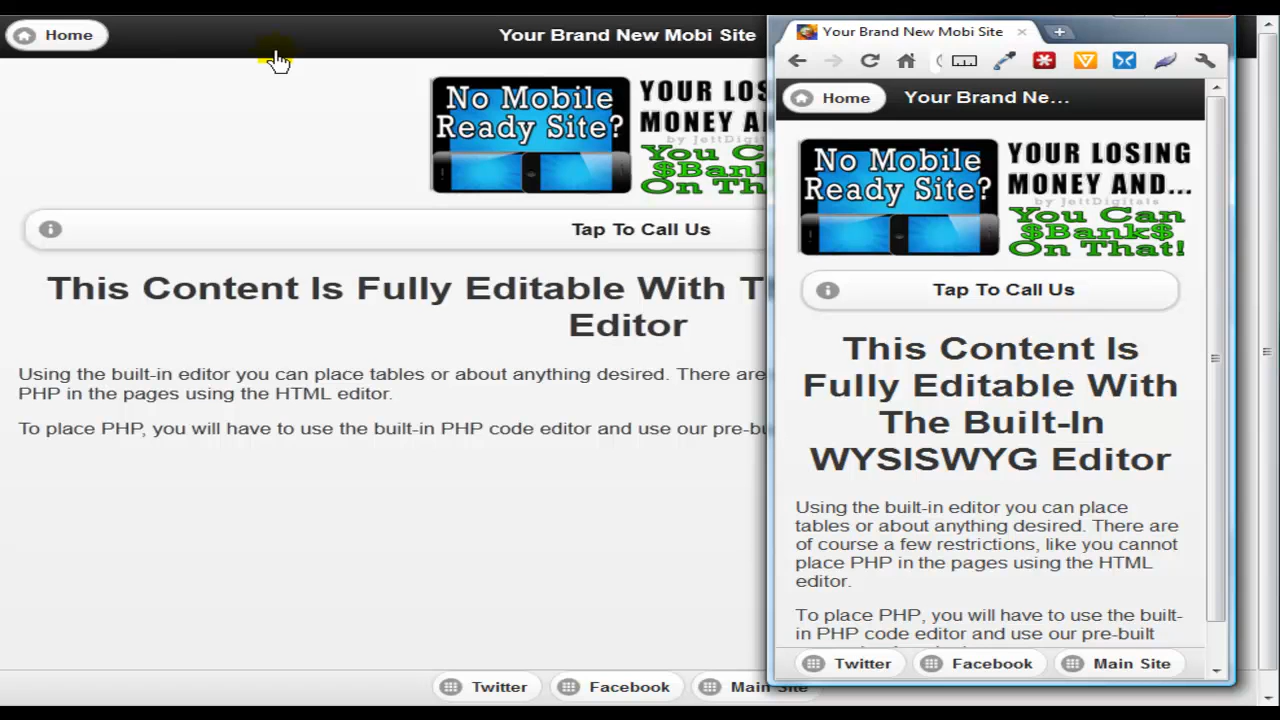 Home
Your Brand New Mobi Site
No Mobile
Ready Site?
YOUR LOS
MONEY A
by JettDigita
You C
$Ban
On Tha
Tap To Call Us
This Content Is Fully Editable With T
Editor
Using the built-in editor you can place tables or about anything desired. There are
PHP in the pages using the HTML editor.
To place PHP, you will have to use the built-in PHP code editor and use our pre-bu
Twitter
Facebook
Main Site
Your Brand New Mobi Site
Home
Your Brand Ne...
No Mobile
Ready Site?
YOUR LOSING
MONEY AND...
by JettDigitals
You Can
$Bank$
On That!
Tap To Call Us
This Content Is
Fully Editable With
The Built-In
WYSISWYG Editor
Using the built-in editor you can place
tables or about anything desired. There are
of course a few restrictions, like you cannot
place PHP in the pages using the HTML
editor.
To place PHP, you will have to use the built-
in PHP code editor and use our pre-built
Twitter
Facebook
Main Site